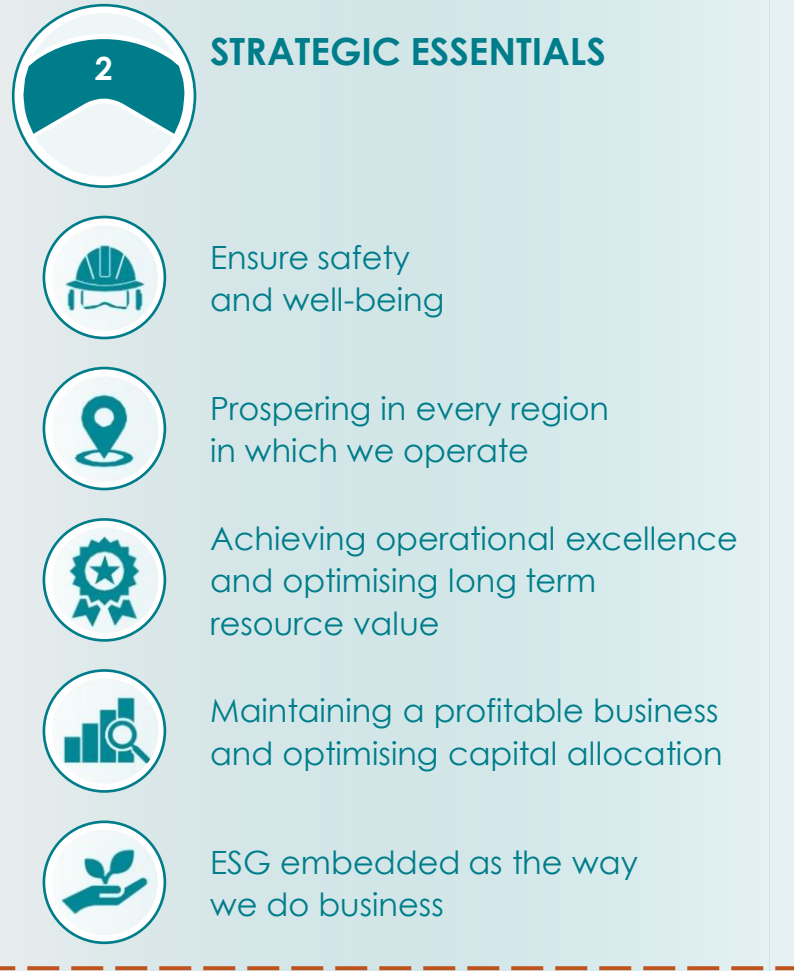 2
STRATEGIC ESSENTIALS
Ensure safety
and well-being
Prospering in every region
in which we operate
Achieving operational excellence
and optimising long term
resource value
Maintaining a profitable business
and optimising capital allocation
ESG embedded as the way
we do business